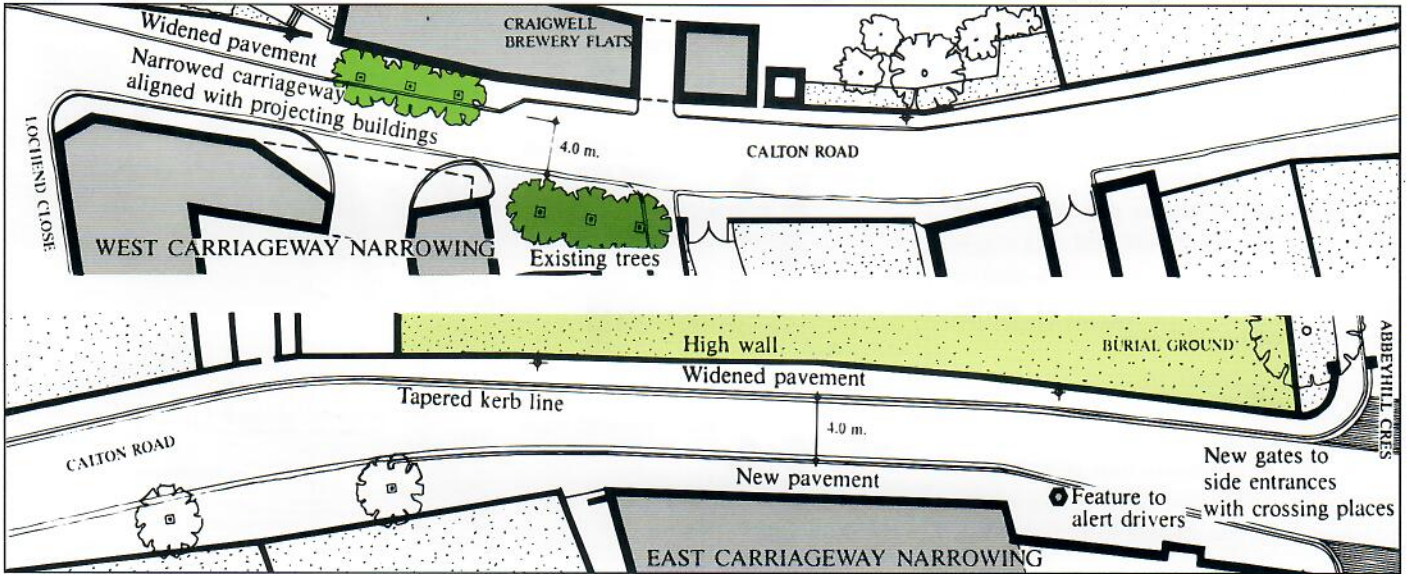 Widened pavement
CRAIGWELL
BREWERY FLATS
Narrowed carriageway
aligned with projecting buildings
LOCHEND CLOSE
4.0 m.
CALTON ROAD
WEST CARRIAGEWAY NARROWING
Existing trees
High wall
BURIAL GROUND
Widened pavement
ABBEYHILL CRES
Tapered kerb line
4.0 m.
CALTON ROAD
New pavement
New gates to
side entrances
with crossing places
Feature to
alert drivers
EAST CARRIAGEWAY NARROWING